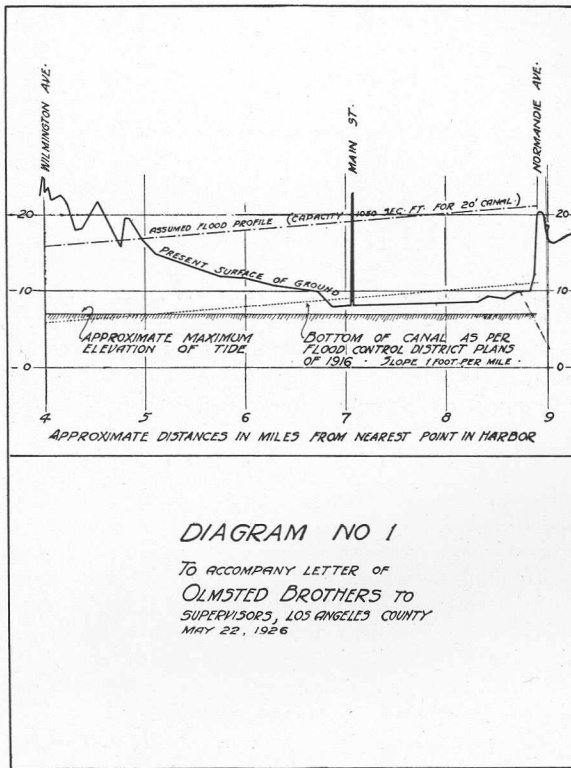 WILMINGTON AVE.
MAIN ST.
NORMANDIE AVE.
20
ASSUMED FLOOD PROFILE (CAPACITY 1050 SEC. FT. FOR 20' CANAL.)
20
PRESENT SURFACE OF GROUND
10
10
APPROXIMATE MAXIMUM
ELEVATION OF TIDE
BOTTOM OF CANAL AS PER
FLOOD CONTROL DISTRICT PLANS
OF 1916 · SLOPE 1 FOOT PER MILE ·
0
0
4
5
6
7
8
9
APPROXIMATE DISTANCES IN MILES FROM NEAREST POINT IN HARBOR
DIAGRAM NO 1
TO ACCOMPANY LETTER OF
OLMSTED BROTHERS TO
SUPERVISORS, LOS ANGELES COUNTY
MAY 22, 1926